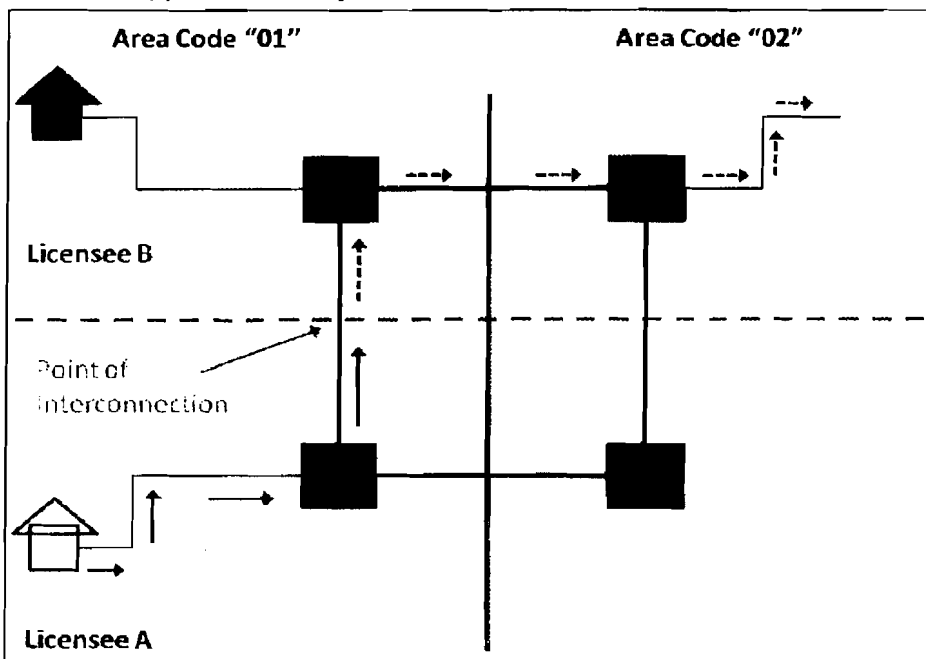 Area Code "01"
Area Code "02"
Licensee B
Point of
Interconnection
Licensee A